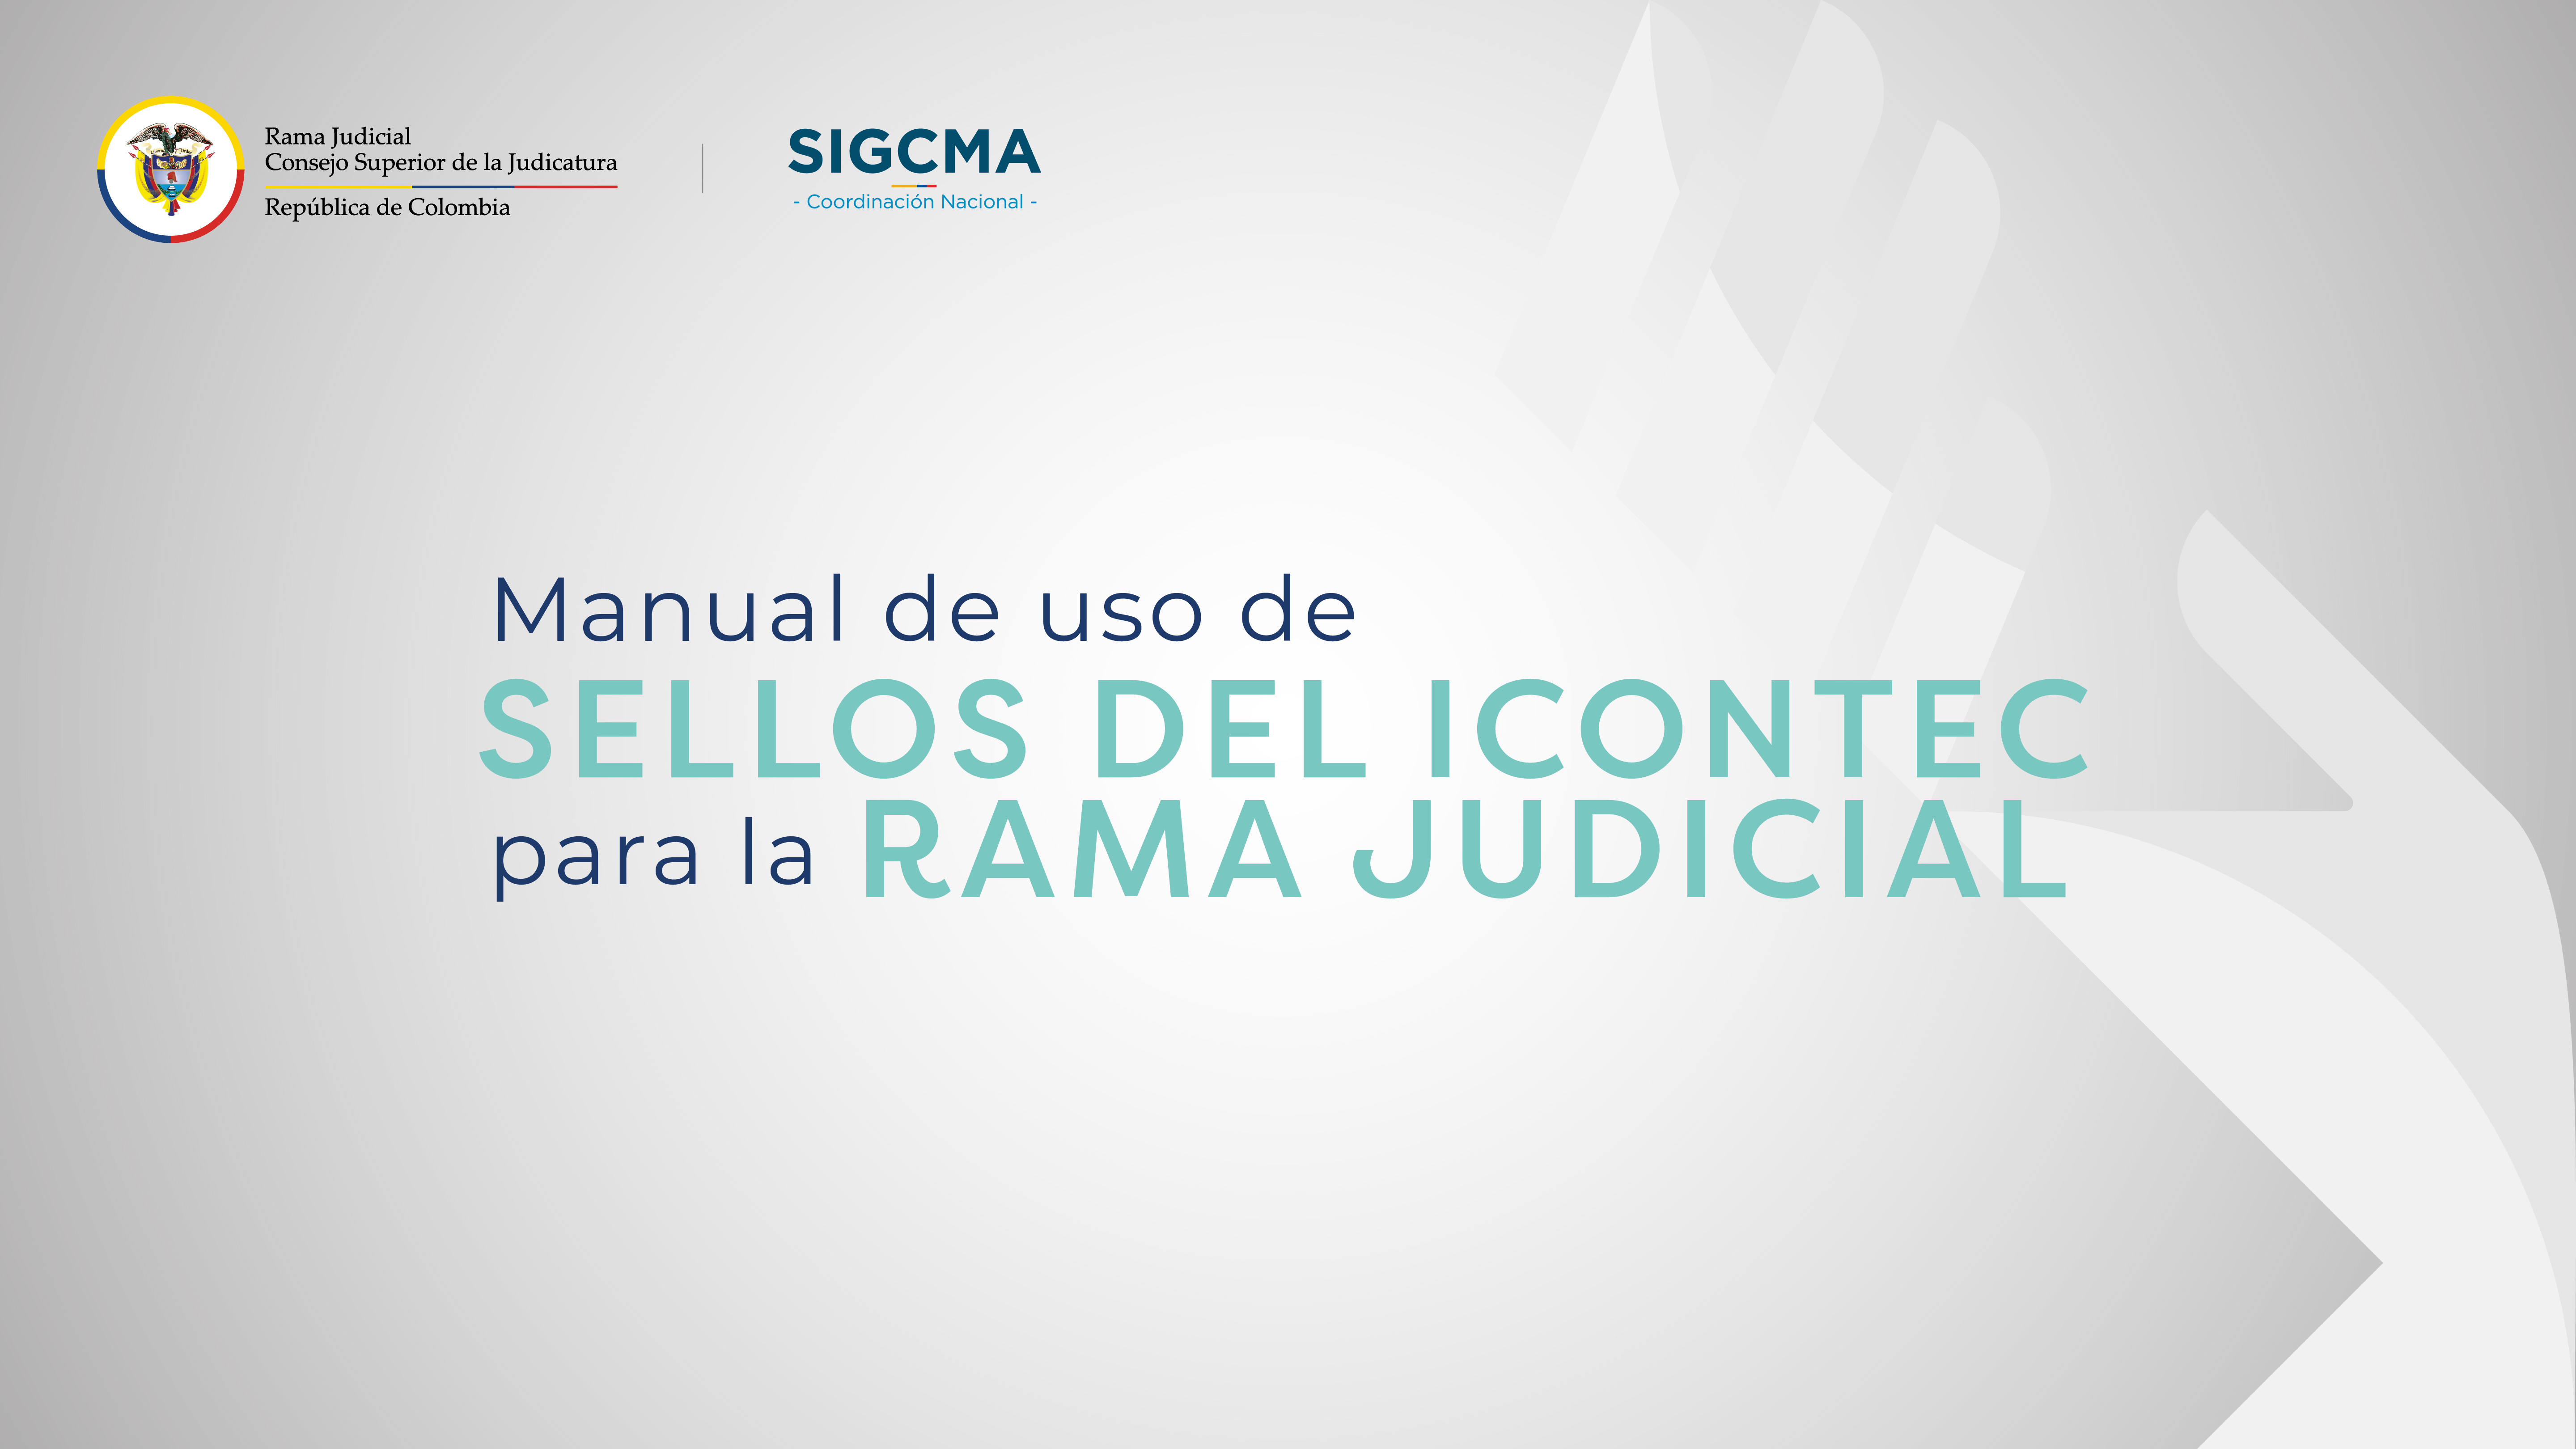 Rama Judicial
Consejo Superior de la Judicatura
República de Colombia
SIGCMA
- Coordinación Nacional -
Manual de uso de
SELLOS DEL ICONTEC
para la RAMA JUDICIAL